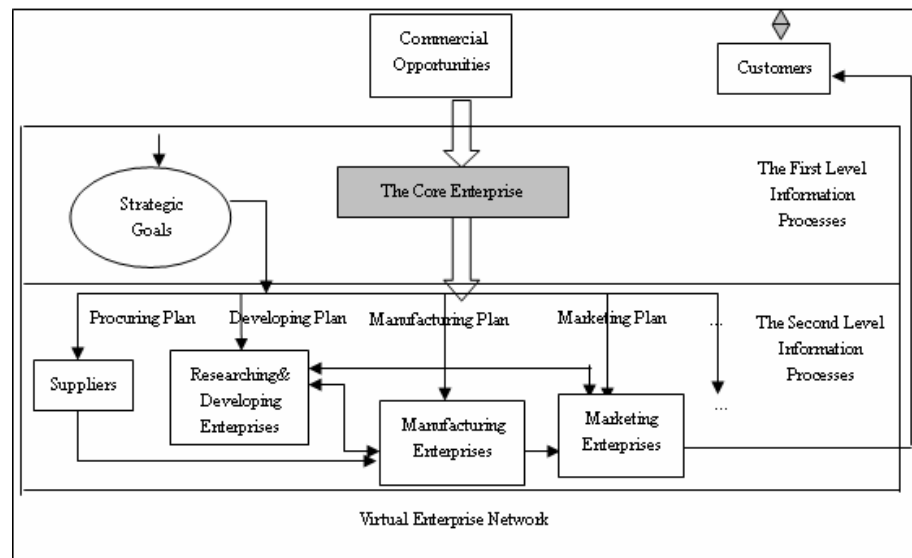 Commercial
Opportunities
Customers
The Core Enterprise
The First Level
Information
Processes
Strategic
Goals
Procuring Plan
Developing Plan
Manufacturing Plan
Marketing Plan
...
The Second Level
Information
Processes
Suppliers
Researching&
Developing
Enterprises
Manufacturing
Enterprises
Marketing
Enterprises
...
Virtual Enterprise Network